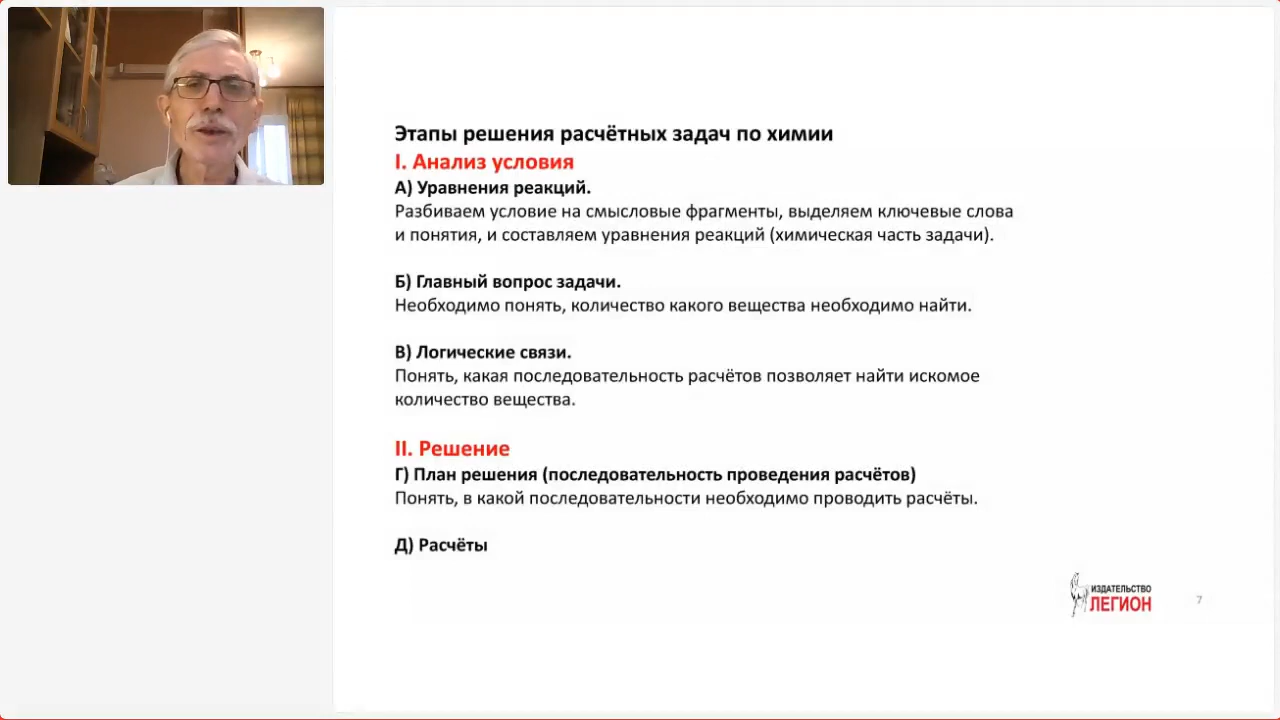 Этапы решения расчётных задач по химии
I. Анализ условия
А) Уравнения реакций.
Разбиваем условие на смысловые фрагменты, выделяем ключевые слова
и понятия, и составляем уравнения реакций (химическая часть задачи).
Б) Главный вопрос задачи.
Необходимо понять, количество какого вещества необходимо найти.
В) Логические связи.
Понять, какая последовательность расчётов позволяет найти искомое
количество вещества.
II. Решение
Г) План решения (последовательность проведения расчётов)
Понять, в какой последовательности необходимо проводить расчёты.
Д) Расчёты
ИЗДАТЕЛЬСТВО
ЛЕГИОН
7